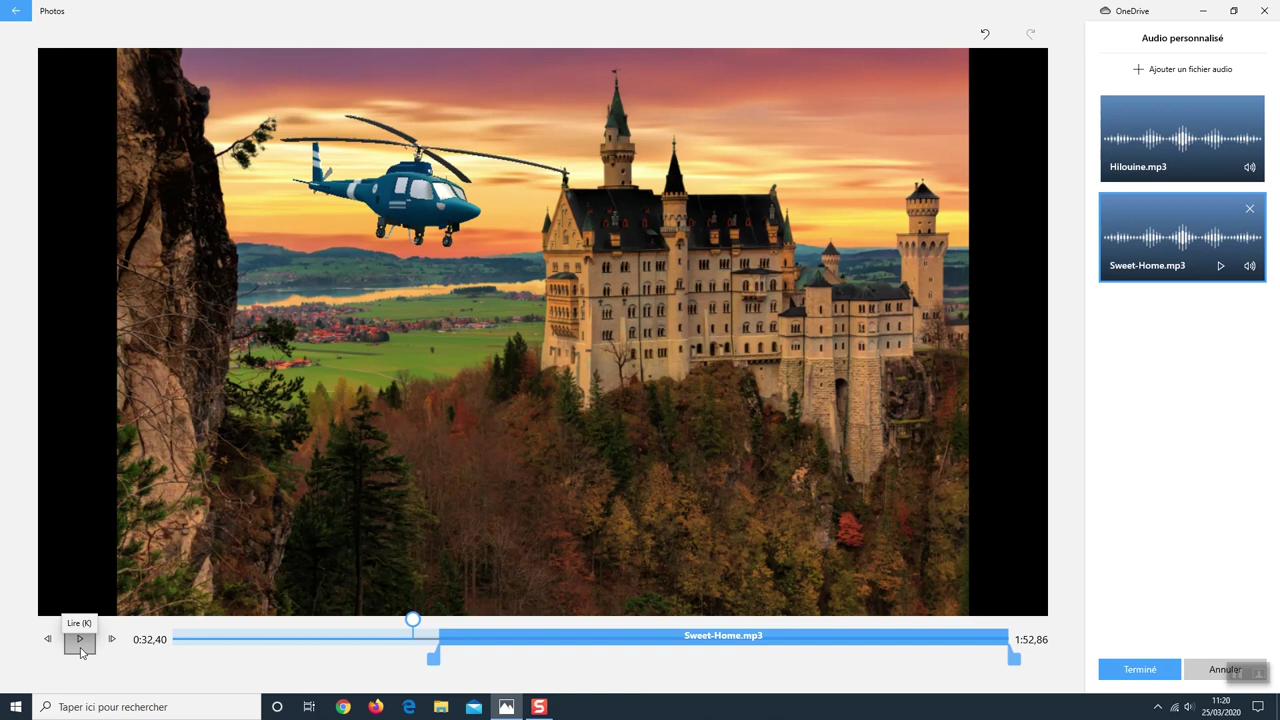 Photos
OneDrive
Audio personnalisé
Ajouter un fichier audio
Hilouine.mp3
Sweet-Home.mp3
Lire (K)
0:32,40
Sweet-Home.mp3
1:52,86
Terminé
Annuler
Taper ici pour rechercher
11:20
25/03/2020